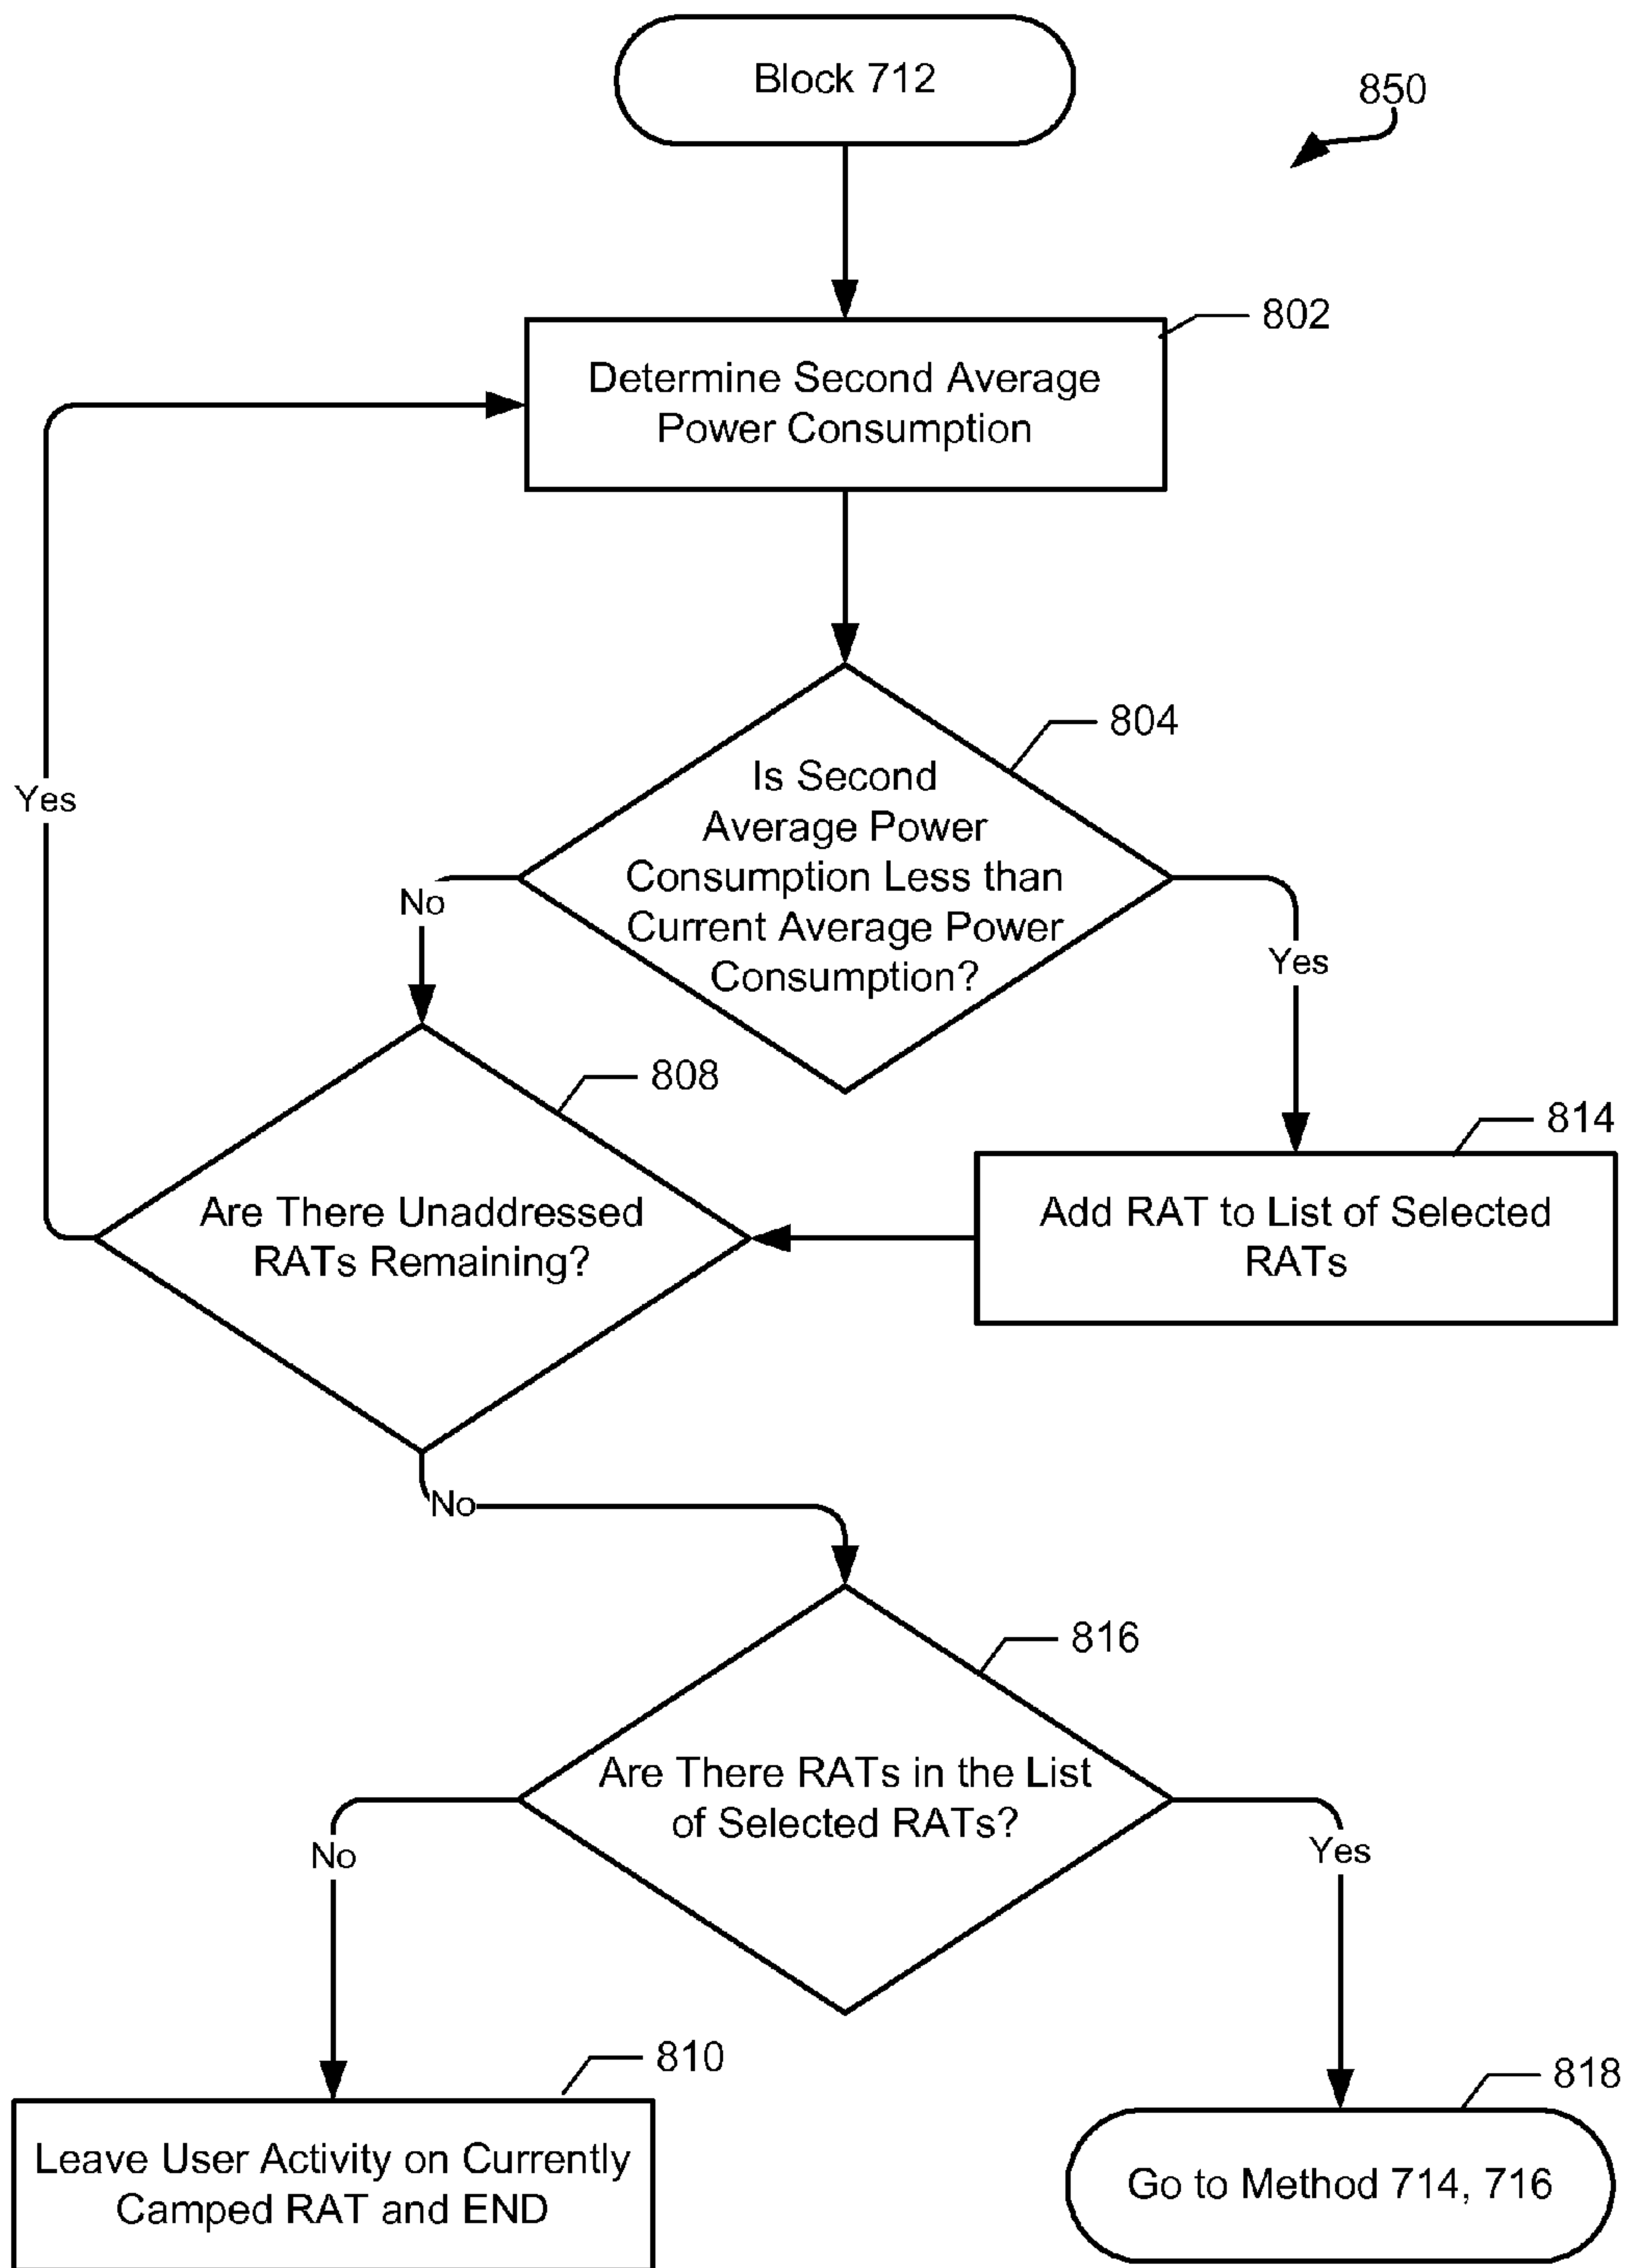 Block 712
850
802
Determine Second Average
Power Consumption
804
Is Second
Average Power
Consumption Less than
Current Average Power
Consumption?
Yes
No
Yes
808
814
Are There Unaddressed
RATs Remaining?
Add RAT to List of Selected
RATs
No
816
Are There RATs in the List
of Selected RATs?
No
Yes
810
818
Leave User Activity on Currently
Camped RAT and END
Go to Method 714, 716